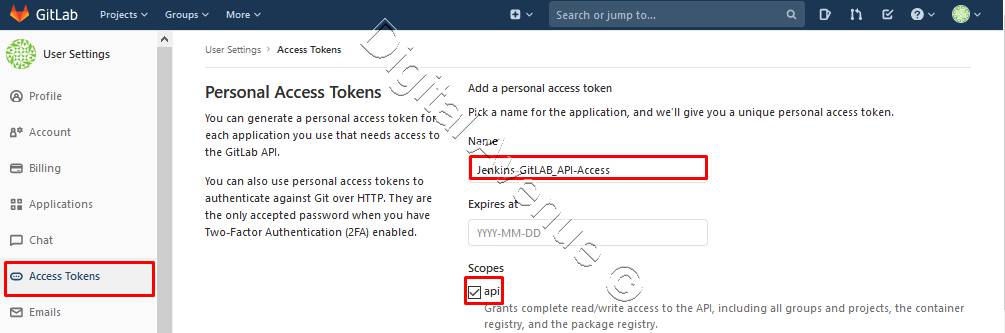 GitLab
Projects
Groups
More
Search or jump to...
User Settings
Profile
Account
Billing
Applications
Chat
Access Tokens
Emails
User Settings > Access Tokens
Personal Access Tokens
You can generate a personal access token for
each application you use that needs access to
the GitLab API.
You can also use personal access tokens to
authenticate against Git over HTTP. They are
the only accepted password when you have
Two-Factor Authentication (2FA) enabled.
Add a personal access token
Pick a name for the application, and we'll give you a unique personal access token.
Name
Jenkins_GitLAB_API-Access
Expires at
YYYY-MM-DD
Scopes
api
Grants complete read/write access to the API, including all groups and projects, the container
registry, and the package registry.
Digital Avenue ©